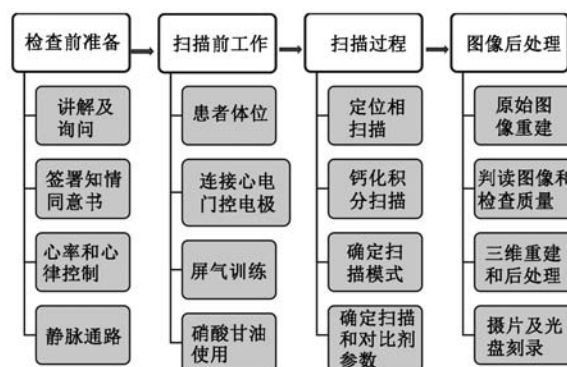 检查前准备
扫描前工作
扫描过程
图像后处理
讲解及
询问
签署知情
同意书
心率和心
律控制
静脉通路
患者体位
连接心电
门控电极
屏气训练
硝酸甘油
使用
定位相
扫描
钙化积
分扫描
确定扫
描模式
确定扫描
和对比剂
参数
原始图
像重建
判读图像和
检查质量
三维重建
和后处理
摄片及光
盘刻录